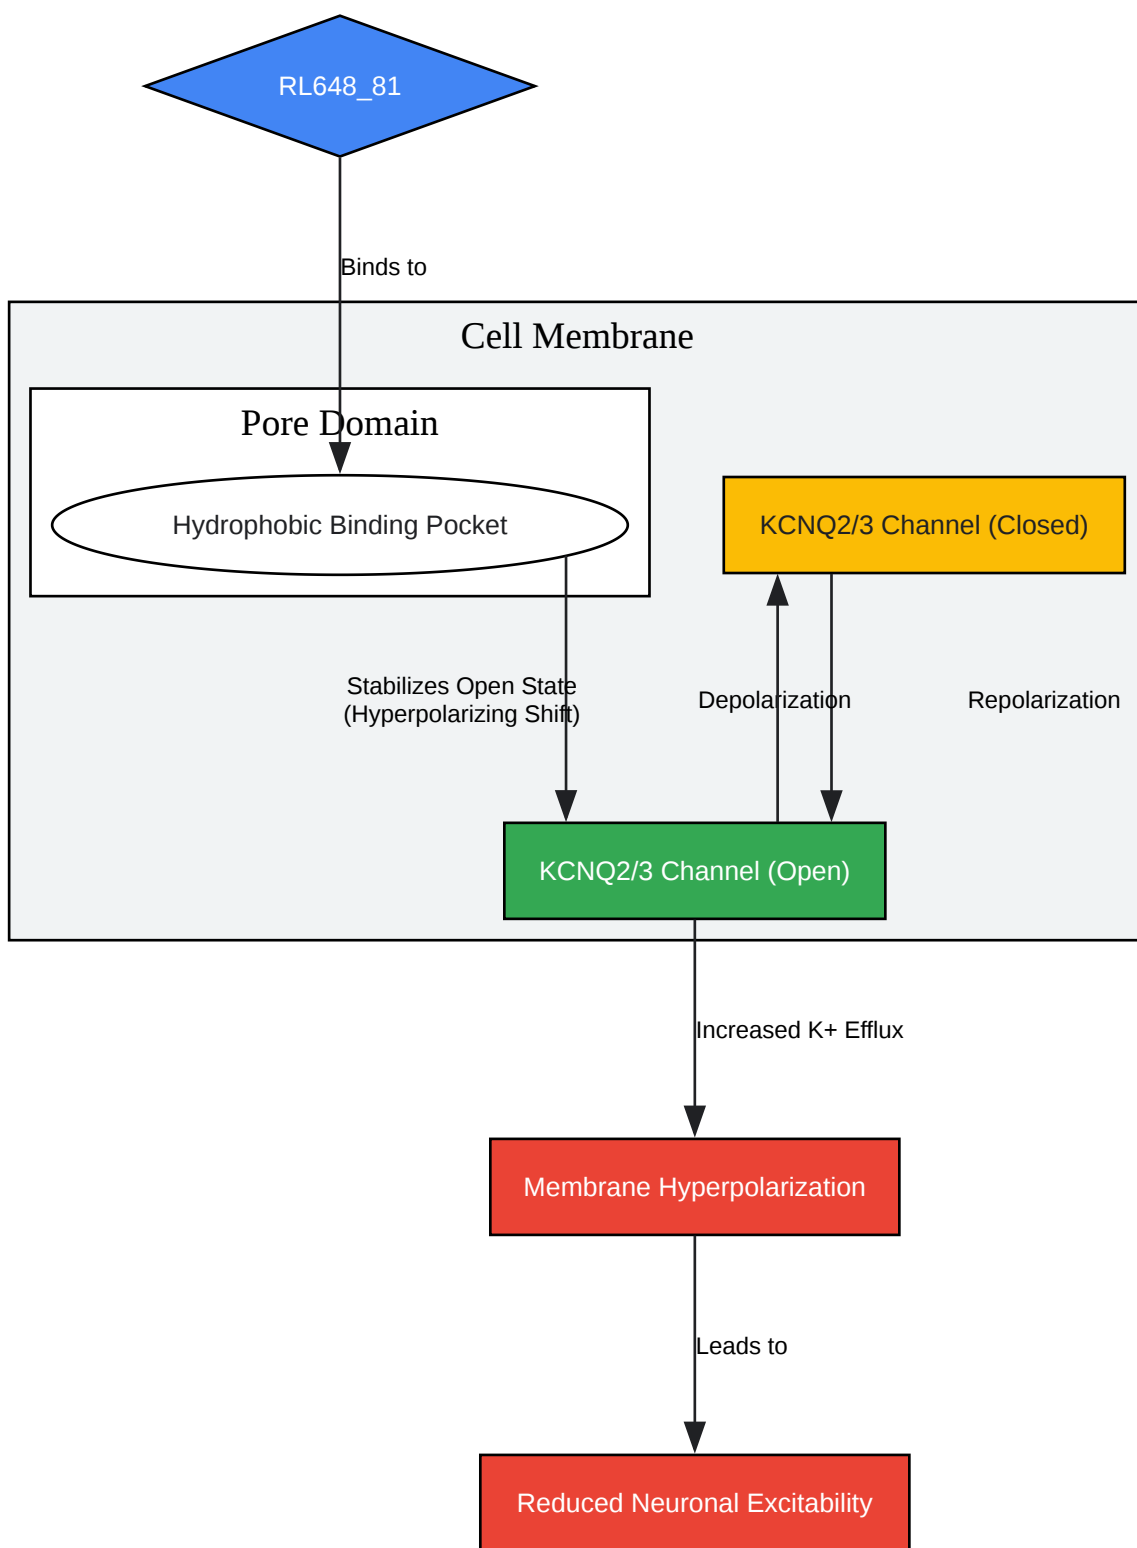 RL648_81
Binds to
Cell Membrane
Pore Domain
Hydrophobic Binding Pocket
KCNQ2/3 Channel (Closed)
Stabilizes Open State
(Hyperpolarizing Shift)
Depolarization
Repolarization
KCNQ2/3 Channel (Open)
Increased K+ Efflux
Membrane Hyperpolarization
Leads to
Reduced Neuronal Excitability